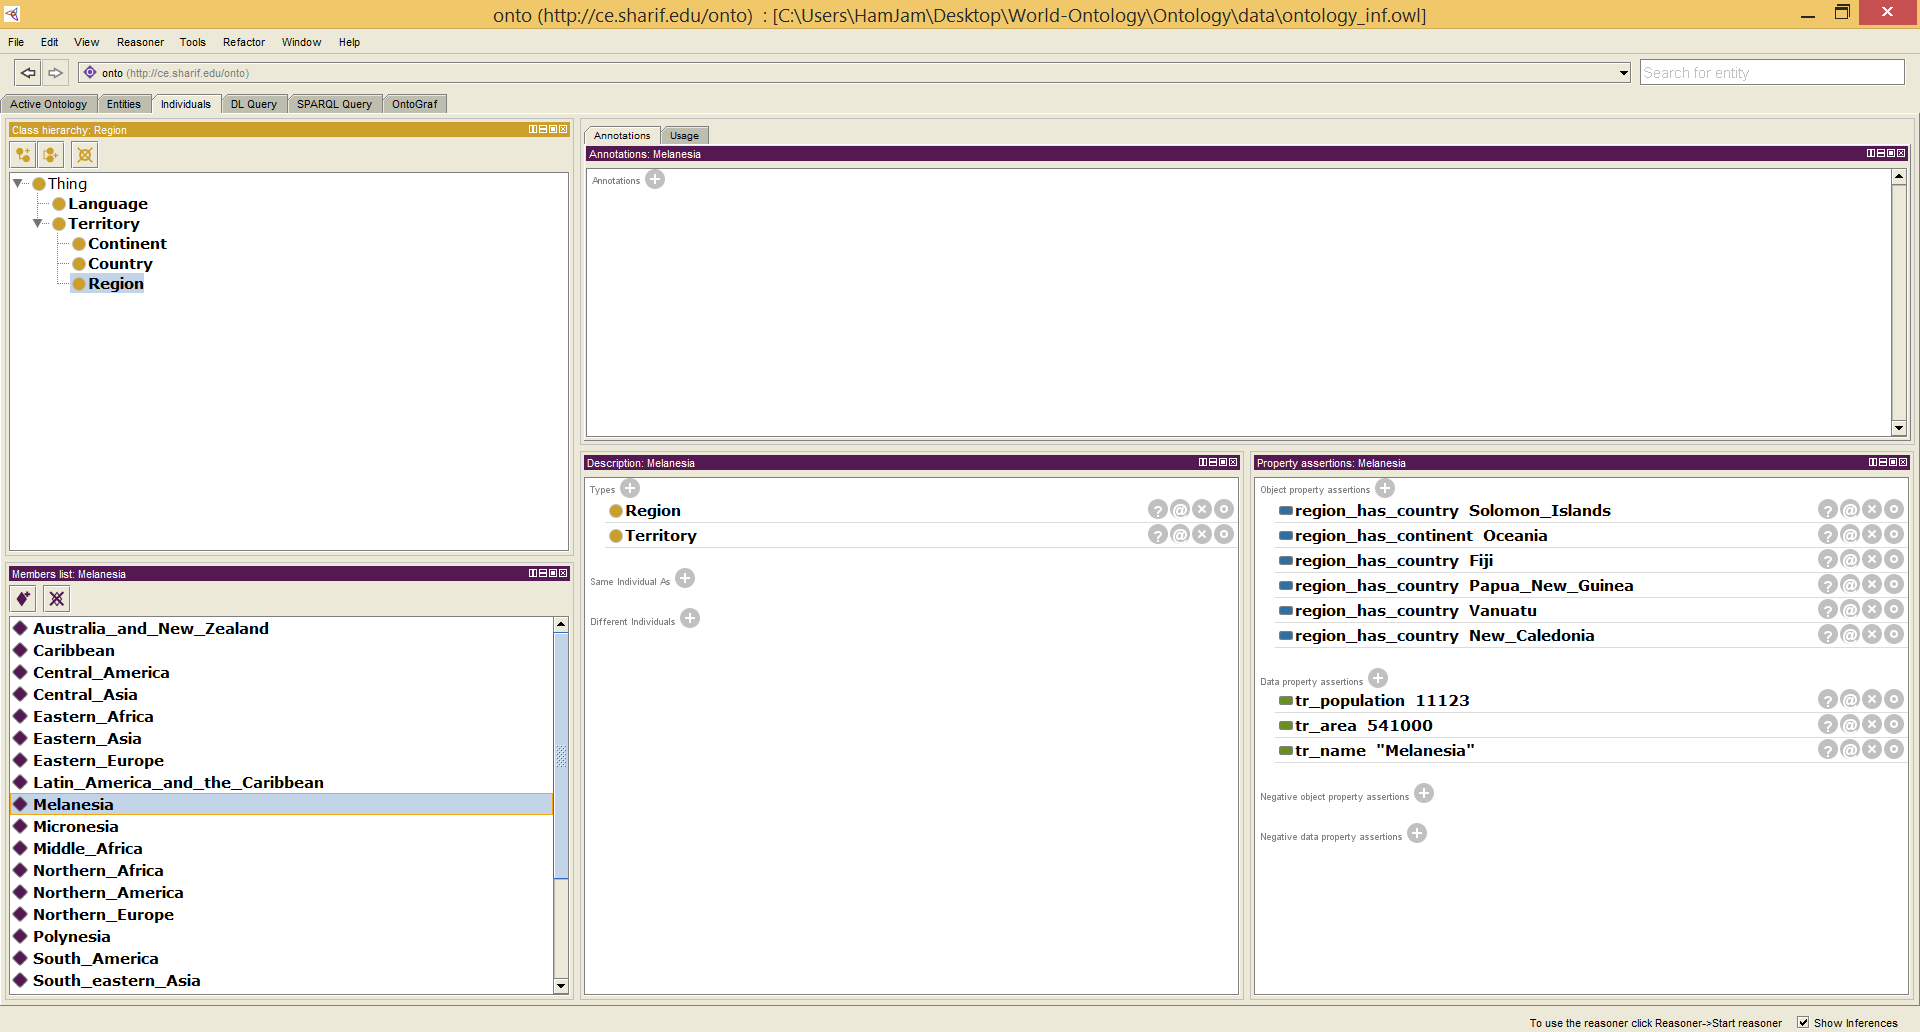 onto (http://ce.sharif.edu/onto) : [C:\Users\HamJam\Desktop\World-Ontology\Ontology\data\ontology_inf.owl]
File Edit View Reasoner Tools Refactor Window Help
onto (http://ce.sharif.edu/onto)
Search for entity
Active Ontology Entities Individuals DL Query SPARQL Query OntoGraf
Class hierarchy: Region
Thing
Language
Territory
Continent
Country
Region
Members list: Melanesia
Australia_and_New_Zealand
Caribbean
Central_America
Central_Asia
Eastern_Africa
Eastern_Asia
Eastern_Europe
Latin_America_and_the_Caribbean
Melanesia
Micronesia
Middle_Africa
Northern_Africa
Northern_America
Northern_Europe
Polynesia
South_America
South_eastern_Asia
Annotations Usage
Annotations: Melanesia
Annotations
Description: Melanesia
Types
Region
Territory
Same Individual As
Different Individuals
Property assertions: Melanesia
Object property assertions
region_has_country Solomon_Islands
region_has_continent Oceania
region_has_country Fiji
region_has_country Papua_New_Guinea
region_has_country Vanuatu
region_has_country New_Caledonia
Data property assertions
tr_population 11123
tr_area 541000
tr_name "Melanesia"
Negative object property assertions
Negative data property assertions
To use the reasoner click Reasoner->Start reasoner Show Inferences